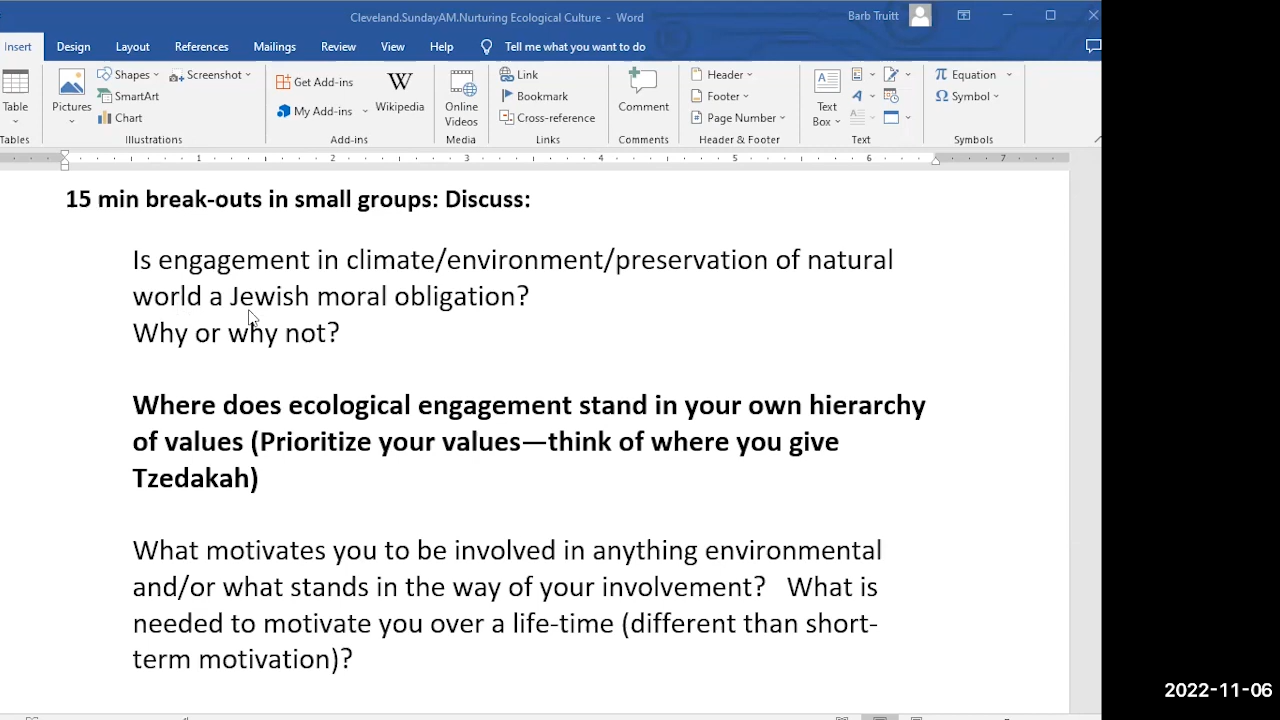 Cleveland.SundayAM.Nurturing Ecological Culture - Word
Barb Truitt
Insert Design Layout References Mailings Review View Help Tell me what you want to do
Table
Tables
Pictures
Shapes
SmartArt
Chart
Screenshot
Illustrations
Get Add-ins
My Add-ins
Wikipedia
Add-ins
Online
Videos
Media
Link
Bookmark
Cross-reference
Links
Comment
Comments
Header
Footer
Page Number
Header & Footer
Text
Box
Text
Equation
Symbol
Symbols
1 2 3 4 5 6 7
15 min break-outs in small groups: Discuss:
Is engagement in climate/environment/preservation of natural
world a Jewish moral obligation?
Why or why not?
Where does ecological engagement stand in your own hierarchy
of values (Prioritize your values—think of where you give
Tzedakah)
What motivates you to be involved in anything environmental
and/or what stands in the way of your involvement? What is
needed to motivate you over a life-time (different than short-
term motivation)?
2022-11-06